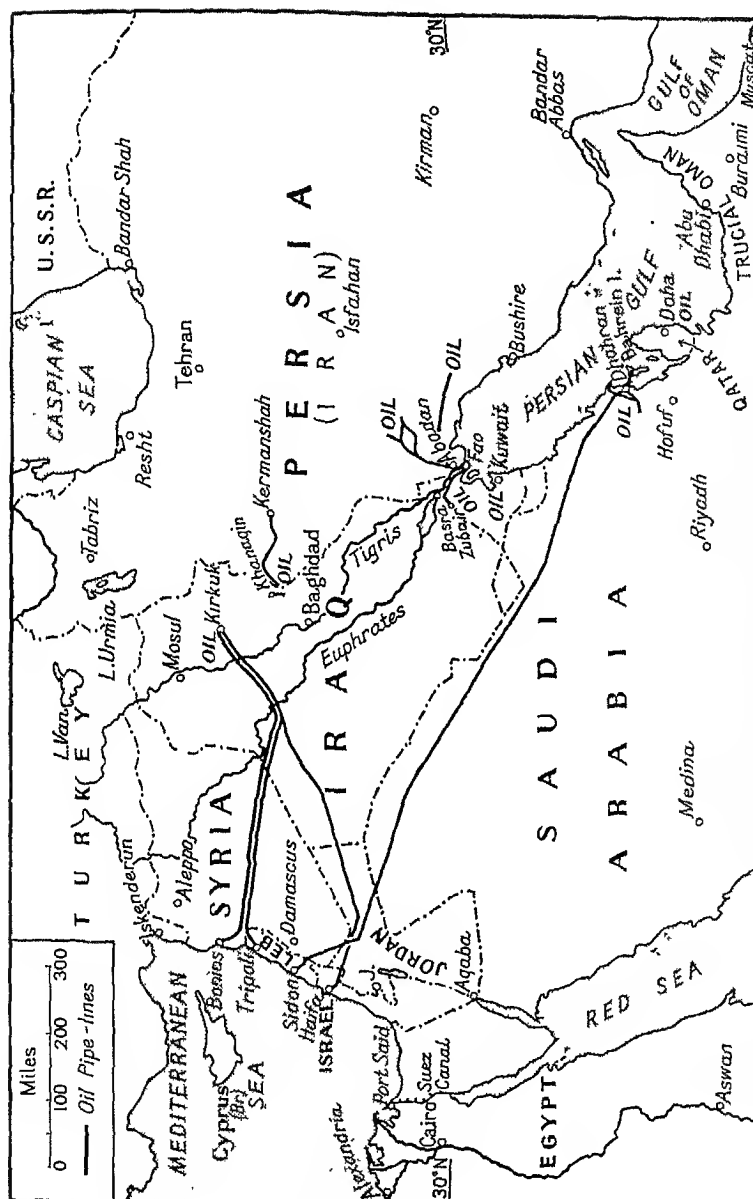 Miles
0 100 200 300
Oil Pipe-lines
MEDITERRANEAN
SEA
Cyprus
(Br)
TURKEY
L.Van
L.Urmia
Tabriz
CASPIAN
SEA
U.S.S.R.
Bandar Shah
Resht
Tehran
Iskenderun
Aleppo
Mosul
OIL Kirkuk
Banias
Tripoli
SYRIA
LEB.
Damascus
Sidon
Haifa
ISRAEL
JORDAN
Khanaqin
OIL
Kermanshah
Baghdad
IRAQ
Tigris
Euphrates
PERSIA
(IRAN)
Isfahan
Kirman
30°N
OIL
Abadan
OIL
Basra
Zubair
OIL
Fao
OIL
Kuwait
Bushire
PERSIAN
GULF
Bandar
Abbas
GULF
OF
OMAN
Muscat
Alexandria
Port Said
Cairo
Suez
Canal
30°N
EGYPT
Aqaba
RED SEA
Aswan
SAUDI
ARABIA
Medina
Riyadh
Hofuf
OIL
Dhahran
Bahrein I.
Doha
OIL
QATAR
Abu
Dhabi
TRUCIAL OMAN
Buraimi